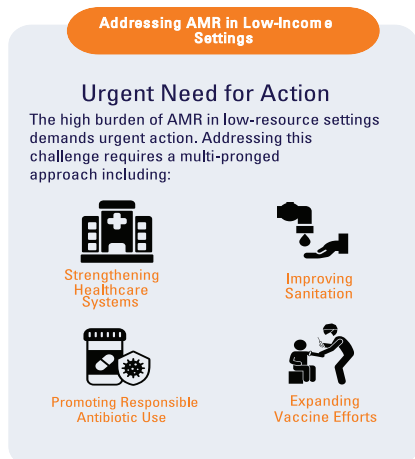 Addressing AMR in Low-Income
Settings
Urgent Need for Action
The high burden of AMR in low-resource settings
demands urgent action. Addressing this
challenge requires a multi-pronged
approach including:
Strengthening
Healthcare
Systems
Improving
Sanitation
Promoting Responsible
Antibiotic Use
Expanding
Vaccine Efforts